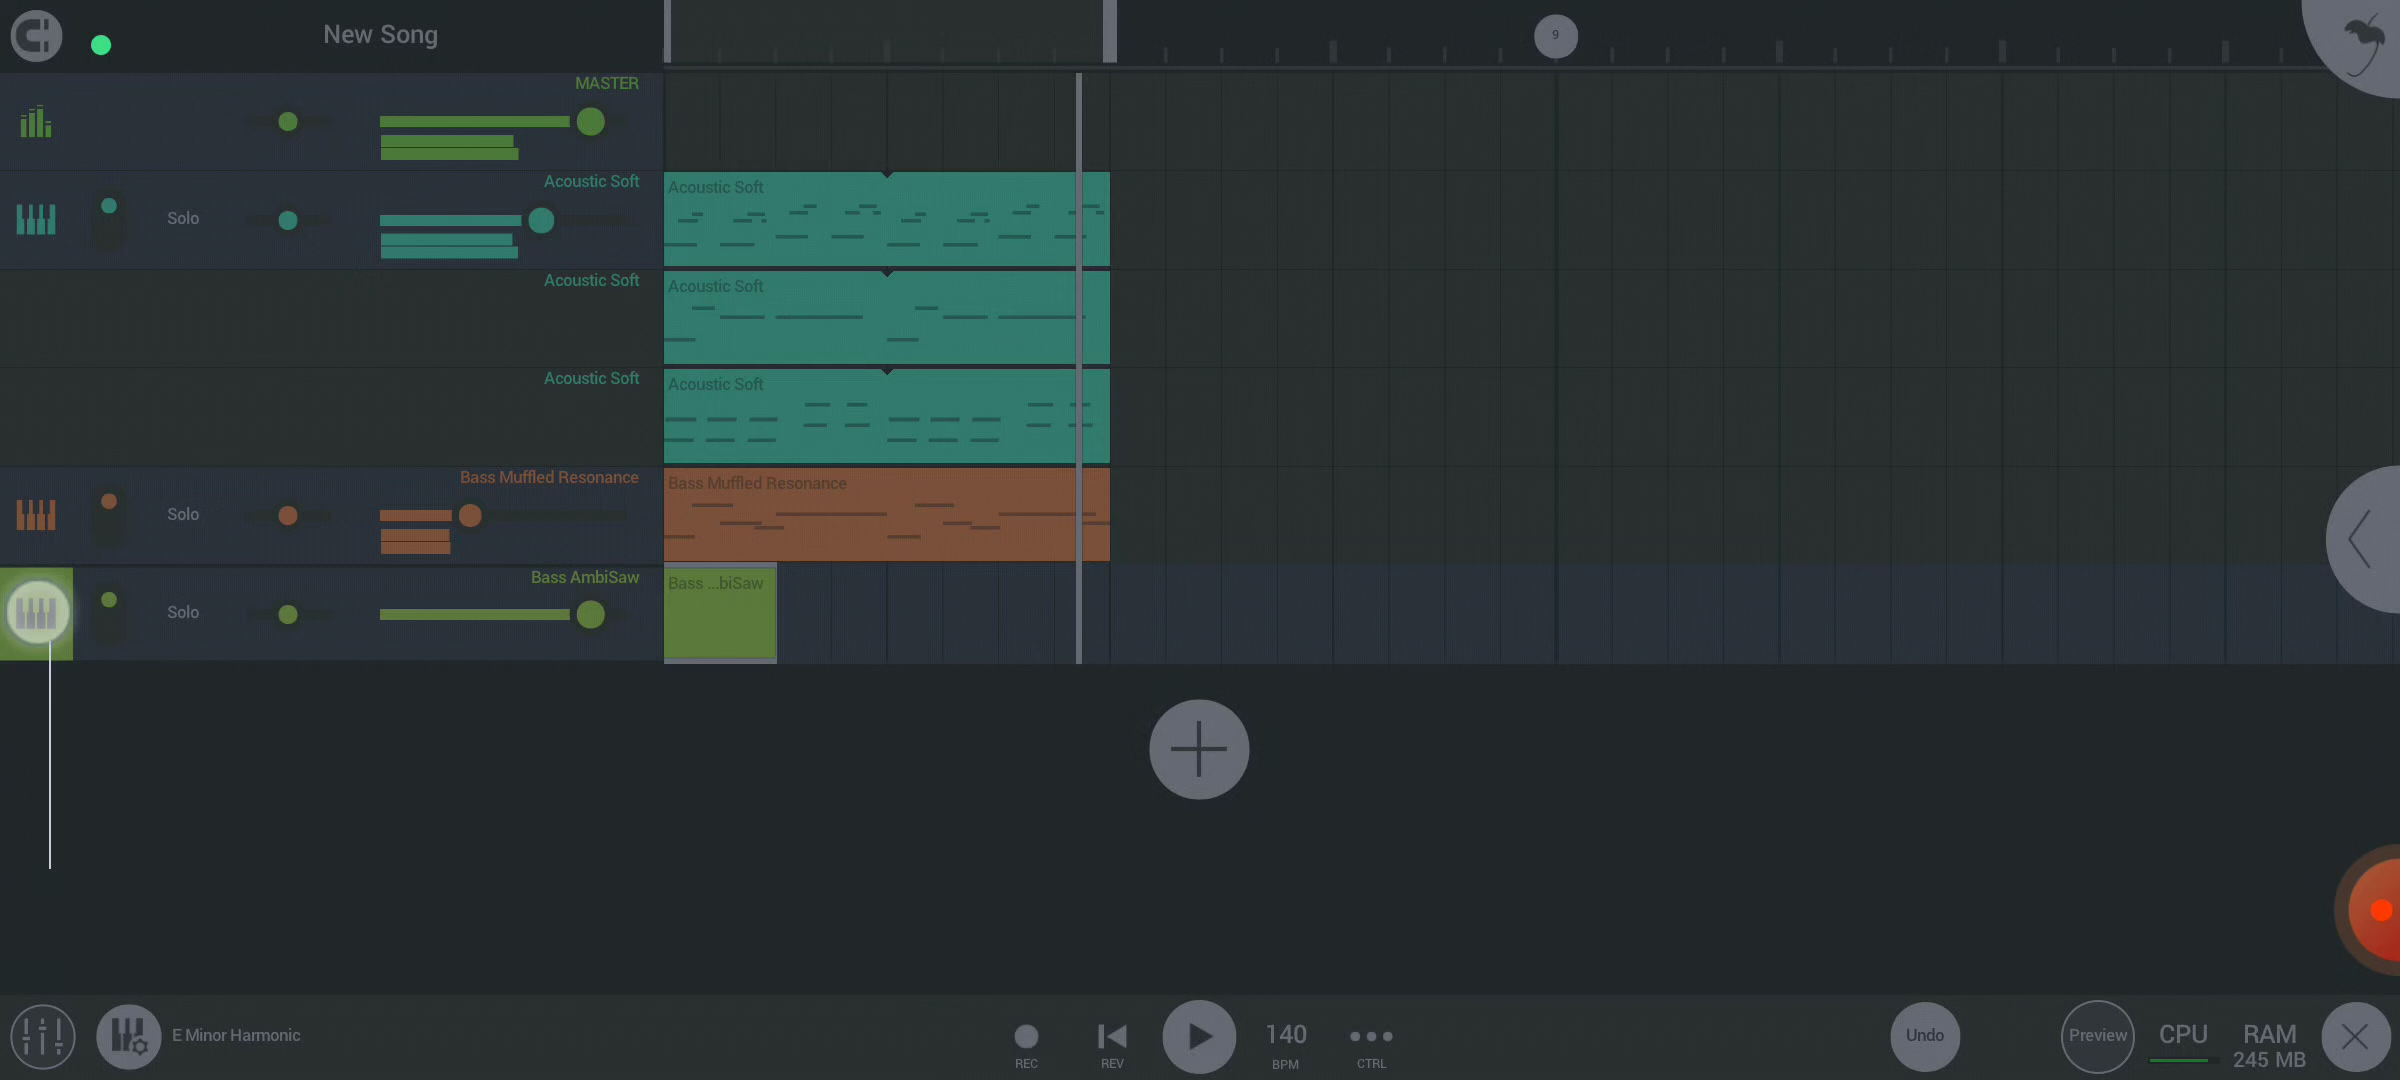 New Song
9
MASTER
Acoustic Soft
Solo
Acoustic Soft
Acoustic Soft
Acoustic Soft
Acoustic Soft
Acoustic Soft
Bass Muffled Resonance
Solo
Bass Muffled Resonance
Bass AmbiSaw
Solo
Bass ...biSaw
E Minor Harmonic
REC
REV
140
BPM
CTRL
Undo
Preview
CPU
RAM
245 MB